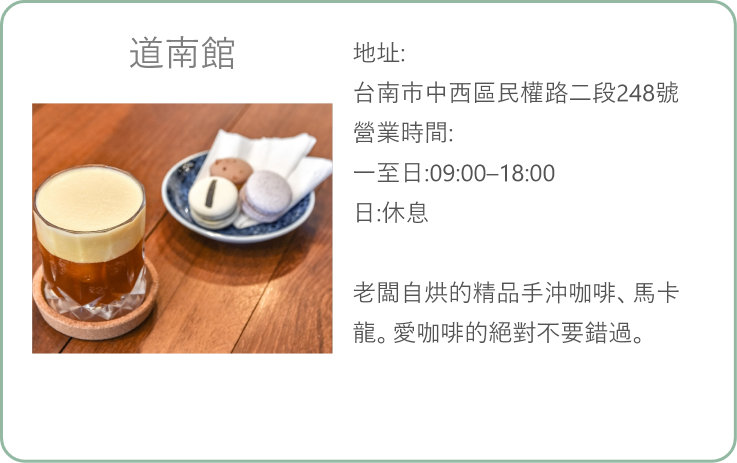 道南館
地址:
台南市中西區民權路二段248號
營業時間:
一至日:09:00–18:00
日:休息
老闆自烘的精品手沖咖啡、馬卡
龍。愛咖啡的絕對不要錯過。